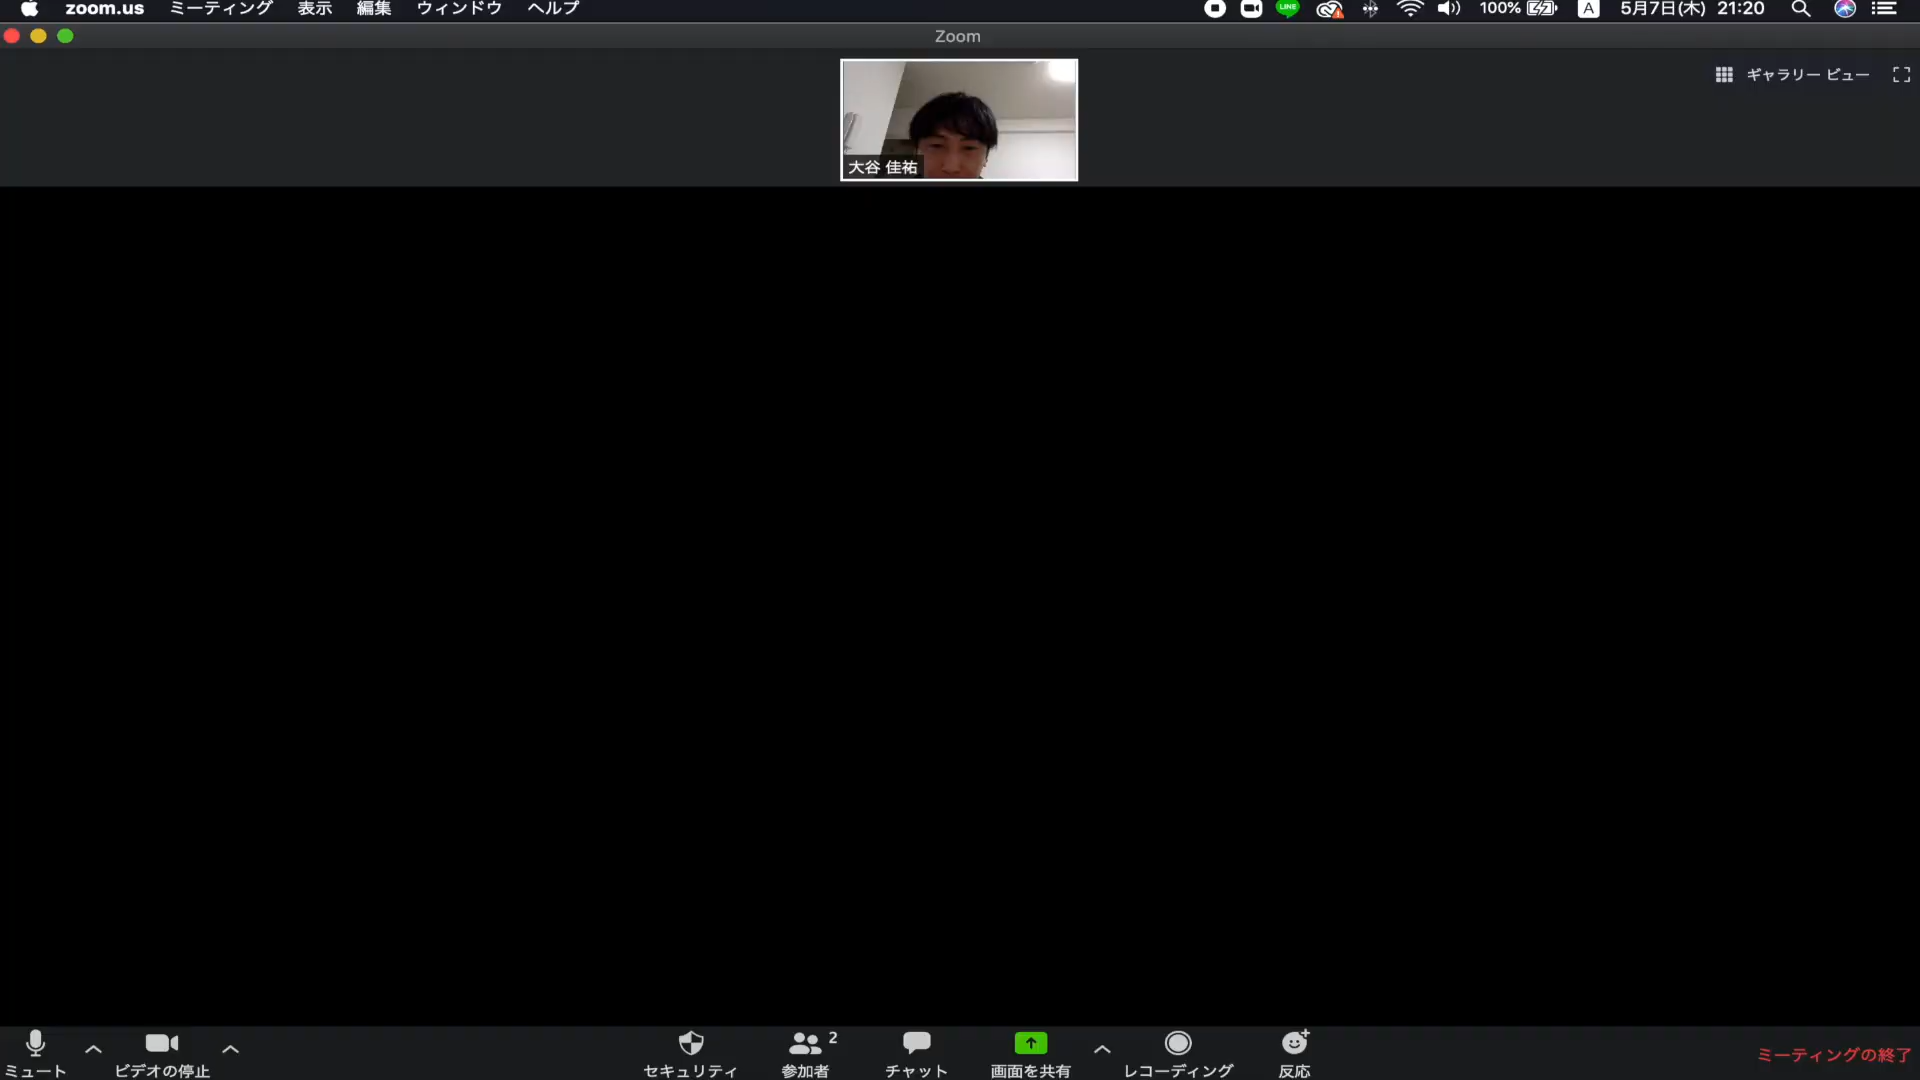 zoom.us ミーティング 表示 編集 ウィンドウ ヘルプ LINE 100% A 5月7日(木) 21:20
Zoom
ギャラリー ビュー
大谷 佳祐
ミュート ビデオの停止 セキュリティ 参加者 2 チャット 画面を共有 レコーディング 反応 ミーティングの終了